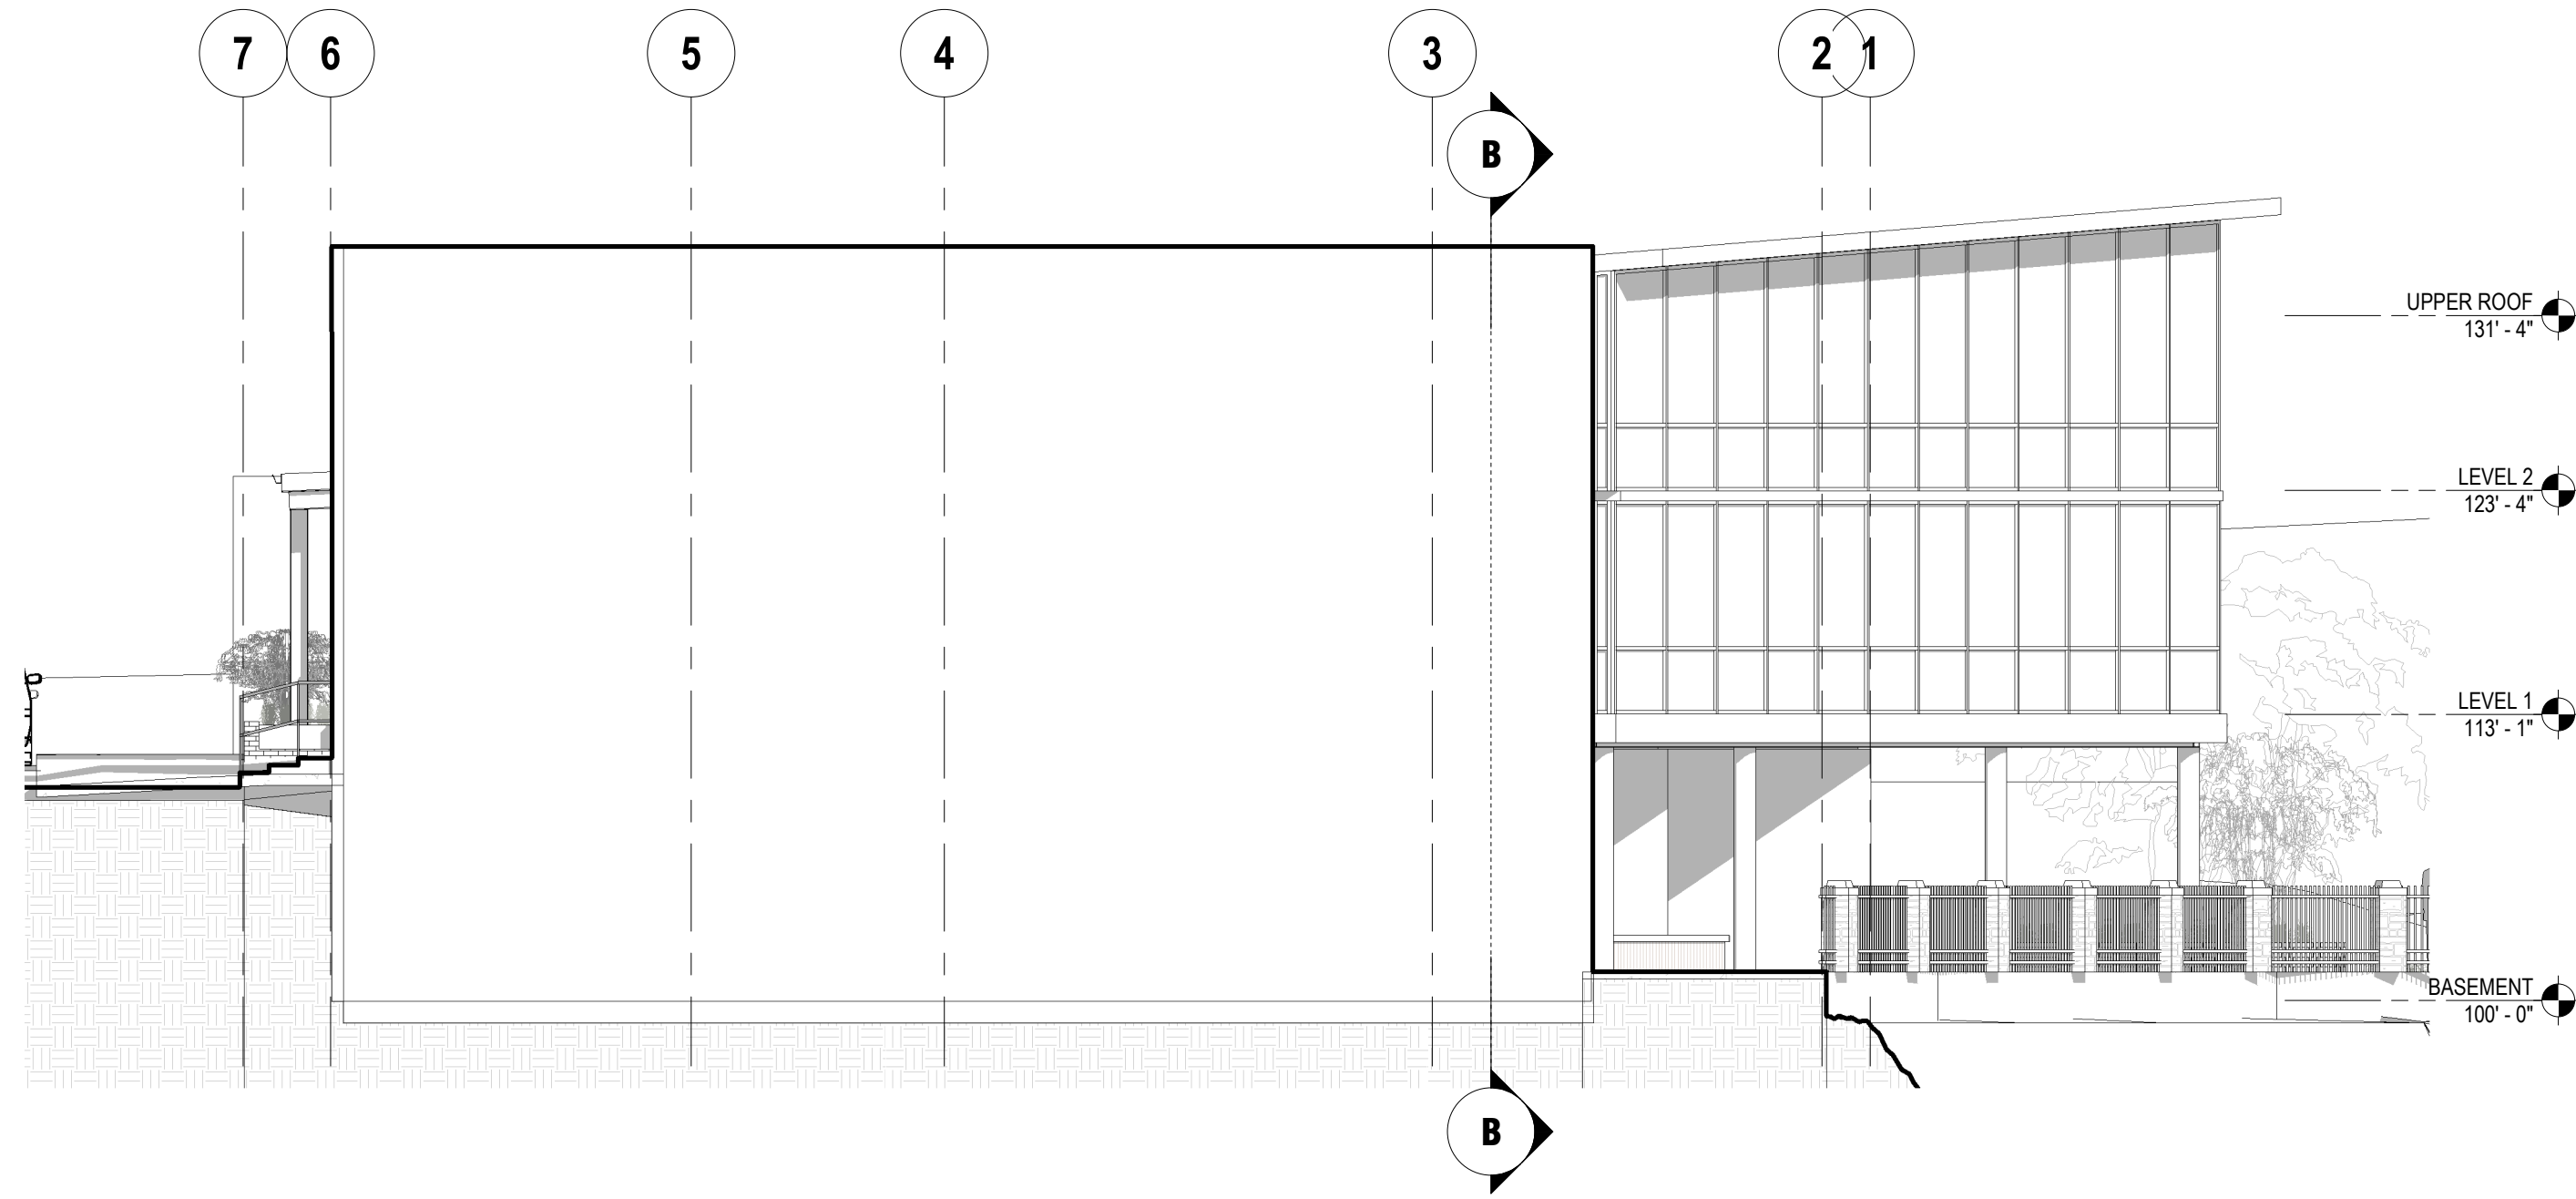 7 6 5 4 3 2 1
B
UPPER ROOF
131' - 4"
LEVEL 2
123' - 4"
LEVEL 1
113' - 1"
BASEMENT
100' - 0"
B